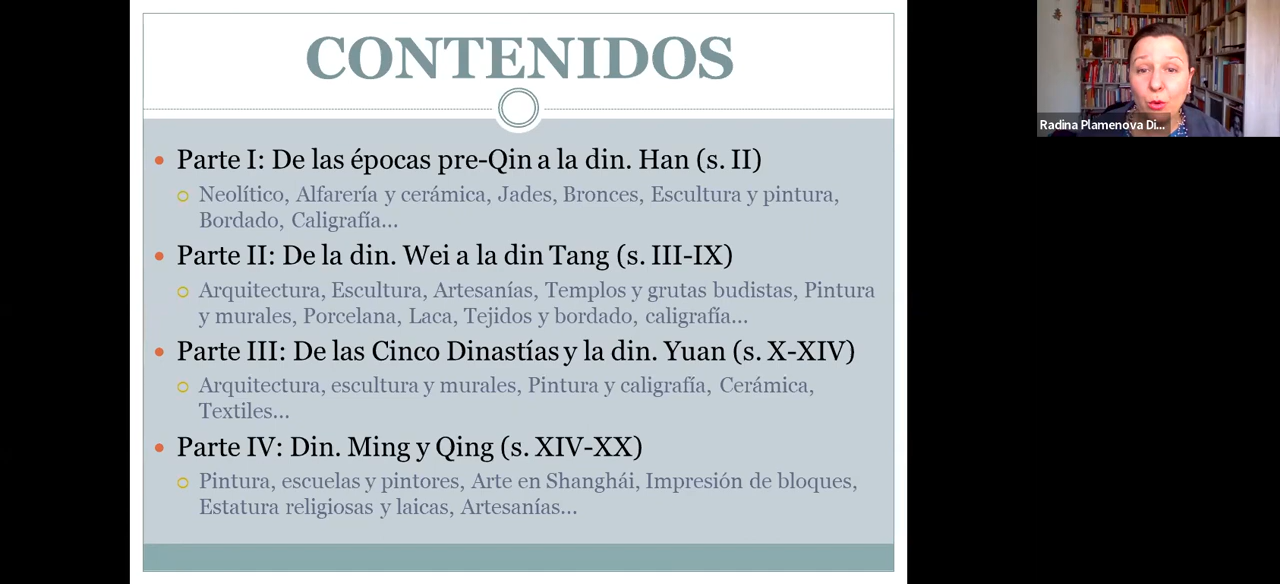 CONTENIDOS
Parte I: De las épocas pre-Qin a la din. Han (s. II)
Neolítico, Alfarería y cerámica, Jades, Bronces, Escultura y pintura,
Bordado, Caligrafía...
Parte II: De la din. Wei a la din Tang (s. III-IX)
Arquitectura, Escultura, Artesanías, Templos y grutas budistas, Pintura
y murales, Porcelana, Laca, Tejidos y bordado, caligrafía...
Parte III: De las Cinco Dinastías y la din. Yuan (s. X-XIV)
Arquitectura, escultura y murales, Pintura y caligrafía, Cerámica,
Textiles...
Parte IV: Din. Ming y Qing (s. XIV-XX)
Pintura, escuelas y pintores, Arte en Shanghái, Impresión de bloques,
Estatura religiosas y laicas, Artesanías...
Radina Plamenova Di...